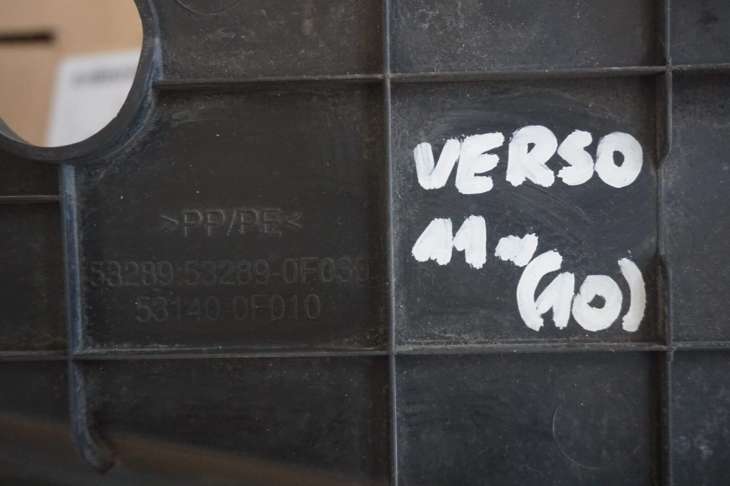 VERSO
11-
(10)
>PP/PE<
53289:53289-0F030
53140-0F010